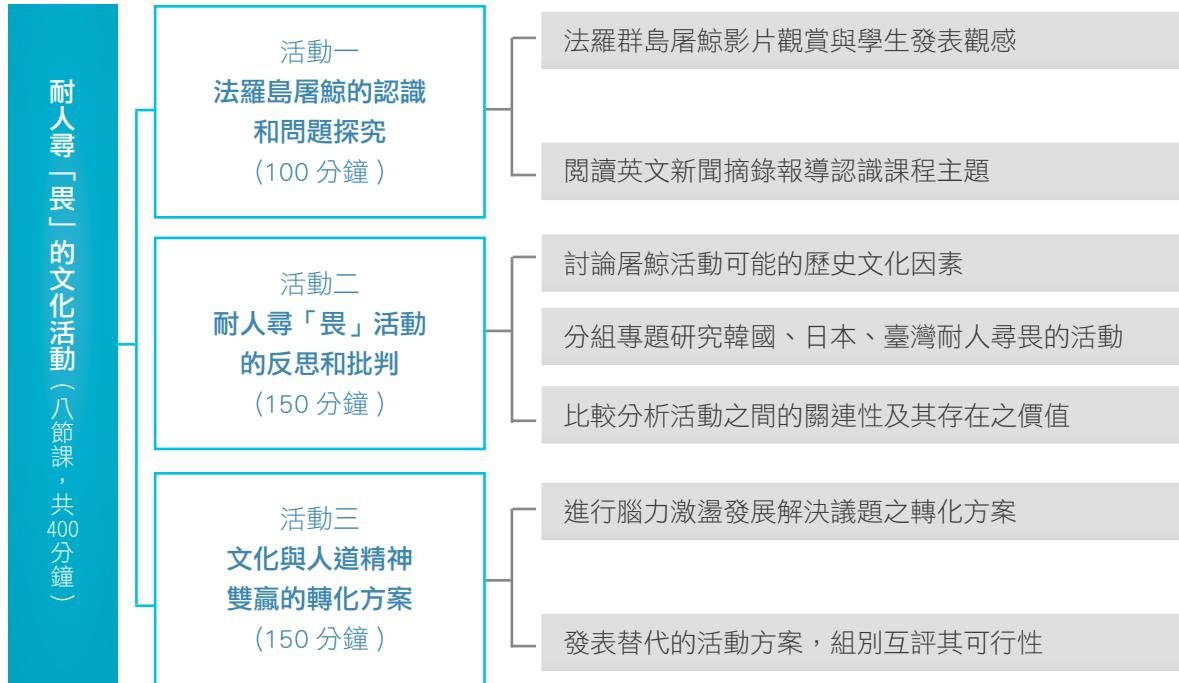 耐人尋「畏」的文化活動（八節課，共400分鐘）
活動一
法羅島屠鯨的認識
和問題探究
（100 分鐘）
法羅群島屠鯨影片觀賞與學生發表觀感
閱讀英文新聞摘錄報導認識課程主題
活動二
耐人尋「畏」活動
的反思和批判
（150 分鐘）
討論屠鯨活動可能的歷史文化因素
分組專題研究韓國、日本、臺灣耐人尋畏的活動
比較分析活動之間的關連性及其存在之價值
活動三
文化與人道精神
雙贏的轉化方案
（150 分鐘）
進行腦力激盪發展解決議題之轉化方案
發表替代的活動方案，組別互評其可行性